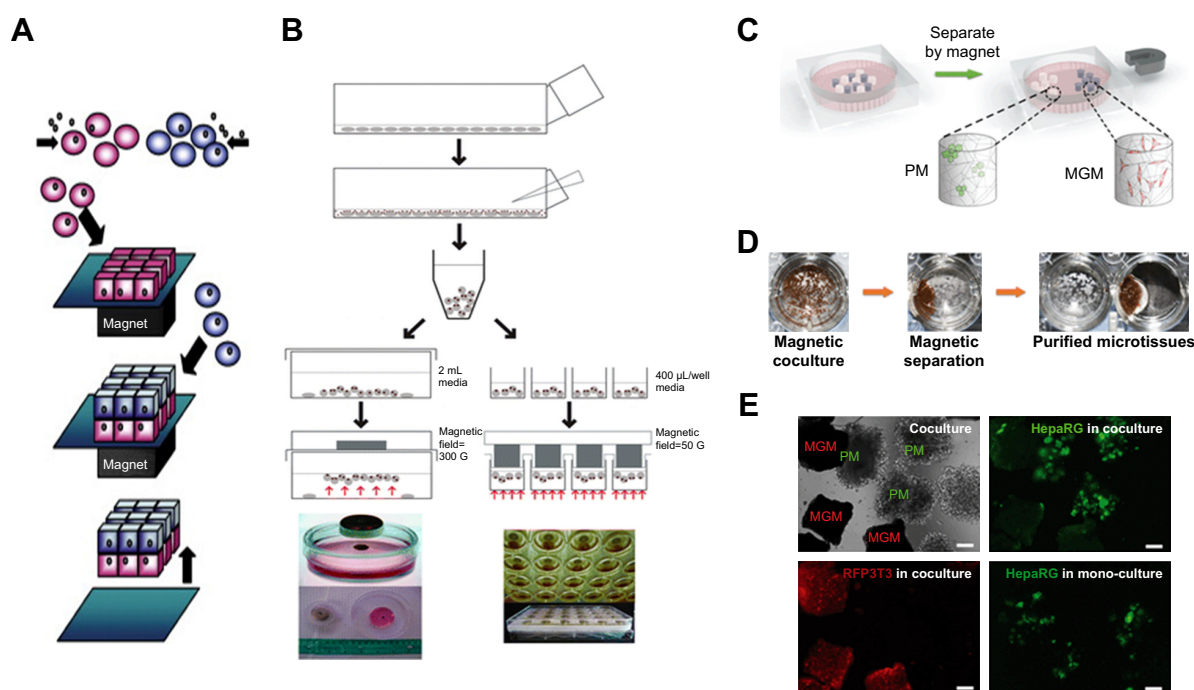 A
Magnet
Magnet
B
2 mL
media
400 µL/well
media
Magnetic
field=
300 G
Magnetic
field=50 G
C
Separate
by magnet
PM
MGM
D
Magnetic
coculture
Magnetic
separation
Purified microtissues
E
Coculture
MGM
PM
PM
PM
MGM
MGM
HepaRG in coculture
RFP3T3 in coculture
HepaRG in mono-culture